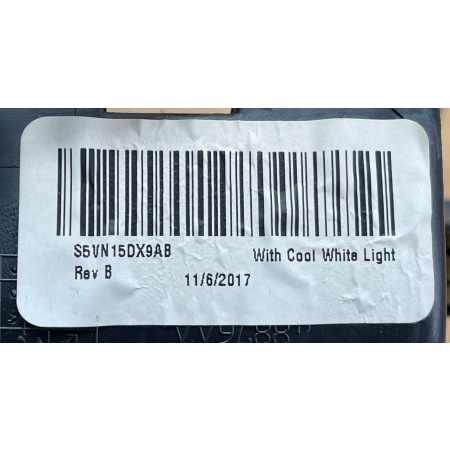 S5VN15DX9AB With Cool White Light
Rev B 11/6/2017